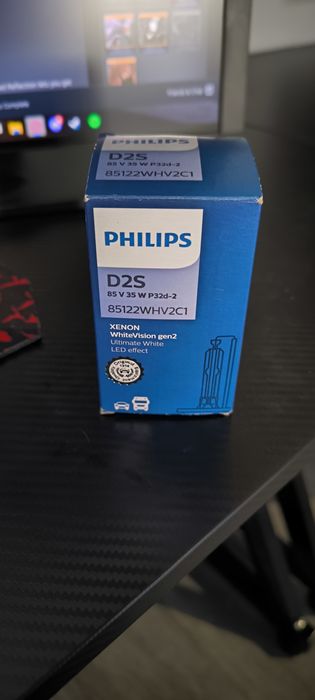 PHILIPS
D2S
85 V 35 W P32d-2
85122WHV2C1
PHILIPS
D2S
85 V 35 W P32d-2
85122WHV2C1
XENON
WhiteVision gen2
Ultimate White
LED effect